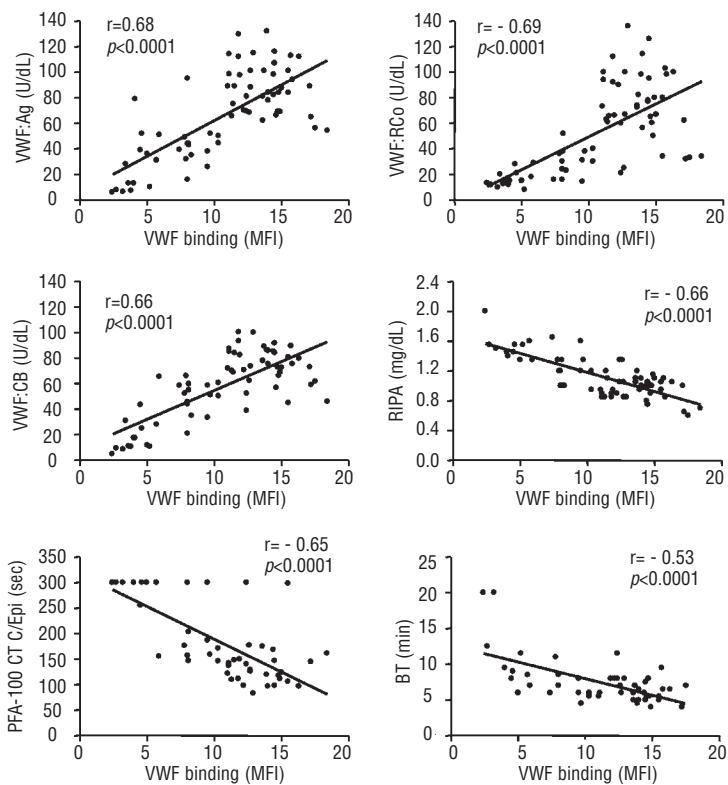 r=0.68
p<0.0001
VWF:Ag (U/dL)
140
120
100
80
60
40
20
0
0 5 10 15 20
VWF binding (MFI)
r= - 0.69
p<0.0001
VWF:RCo (U/dL)
140
120
100
80
60
40
20
0
0 5 10 15 20
VWF binding (MFI)
r=0.66
p<0.0001
VWF:CB (U/dL)
140
120
100
80
60
40
20
0
0 5 10 15 20
VWF binding (MFI)
r= - 0.66
p<0.0001
RIPA (mg/dL)
2.4
2.0
1.6
1.2
0.8
0.4
0.0
0 5 10 15 20
VWF binding (MFI)
r= - 0.65
p<0.0001
PFA-100 CT C/Epi (sec)
350
300
250
200
150
100
50
0
0 5 10 15 20
VWF binding (MFI)
r= - 0.53
p<0.0001
BT (min)
25
20
15
10
5
0
0 5 10 15 20
VWF binding (MFI)